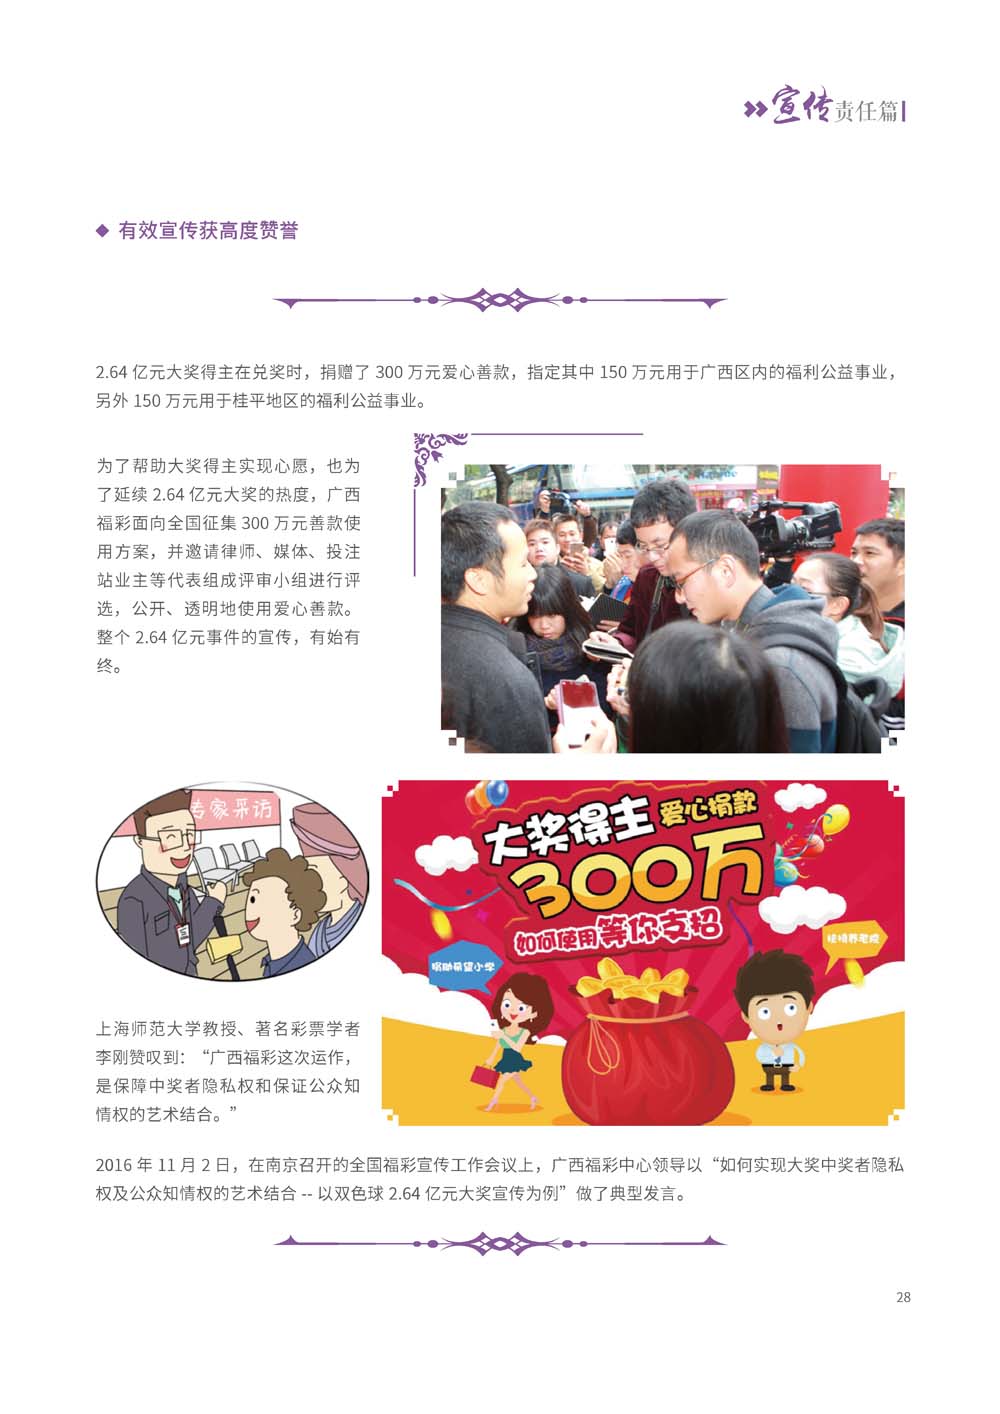 宣传责任篇
有效宣传获高度赞誉
2.64 亿元大奖得主在兑奖时，捐赠了 300 万元爱心善款，指定其中 150 万元用于广西区内的福利公益事业，
另外 150 万元用于桂平地区的福利公益事业。
为了帮助大奖得主实现心愿，也为
了延续 2.64 亿元大奖的热度，广西
福彩面向全国征集 300 万元善款使
用方案，并邀请律师、媒体、投注
站业主等代表组成评审小组进行评
选，公开、透明地使用爱心善款。
整个 2.64 亿元事件的宣传，有始有
终。
专家采访
大奖得主 爱心捐款
300万
如何使用等你支招
捐助希望小学
扶持养老院
上海师范大学教授、著名彩票学者
李刚赞叹到：“广西福彩这次运作，
是保障中奖者隐私权和保证公众知
情权的艺术结合。”
2016 年 11 月 2 日，在南京召开的全国福彩宣传工作会议上，广西福彩中心领导以“如何实现大奖中奖者隐私
权及公众知情权的艺术结合 -- 以双色球 2.64 亿元大奖宣传为例”做了典型发言。
28